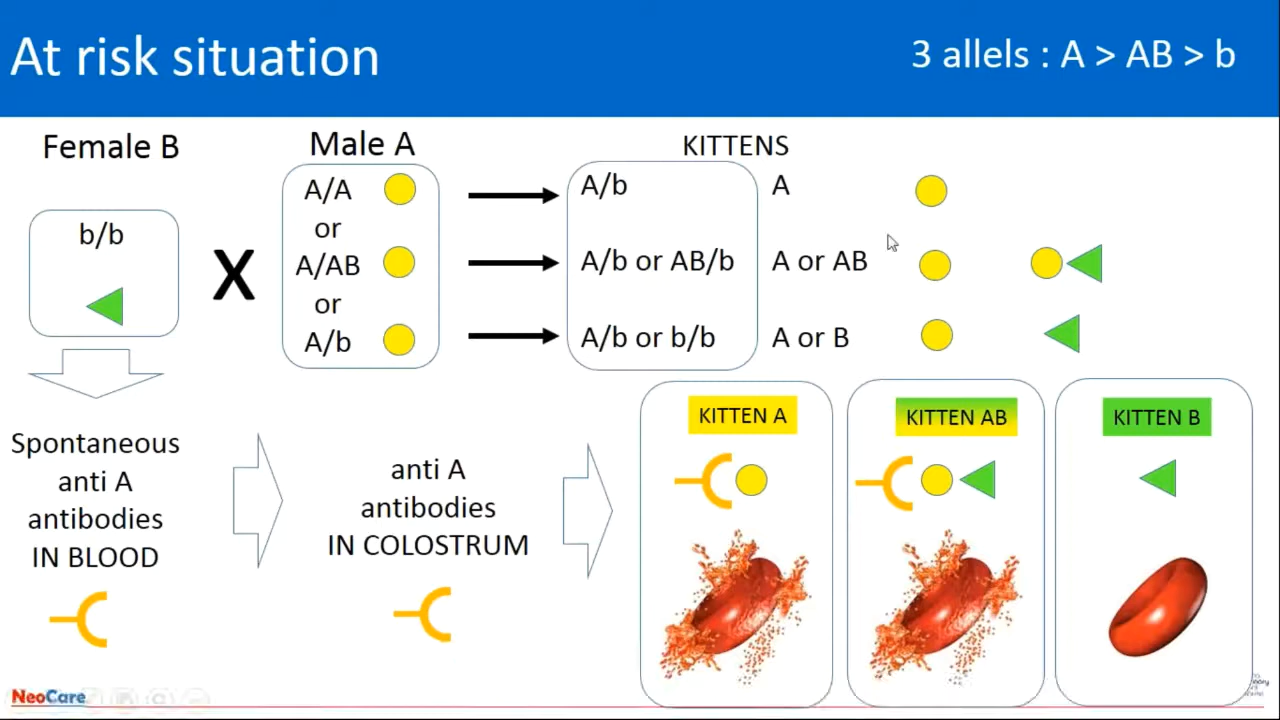 At risk situation
3 allels : A > AB > b
Female B
Male A
KITTENS
b/b
X
A/A
or
A/AB
or
A/b
A/b
A
A/b or AB/b
A or AB
A/b or b/b
A or B
Spontaneous
anti A
antibodies
IN BLOOD
anti A
antibodies
IN COLOSTRUM
KITTEN A
KITTEN AB
KITTEN B
NeoCare